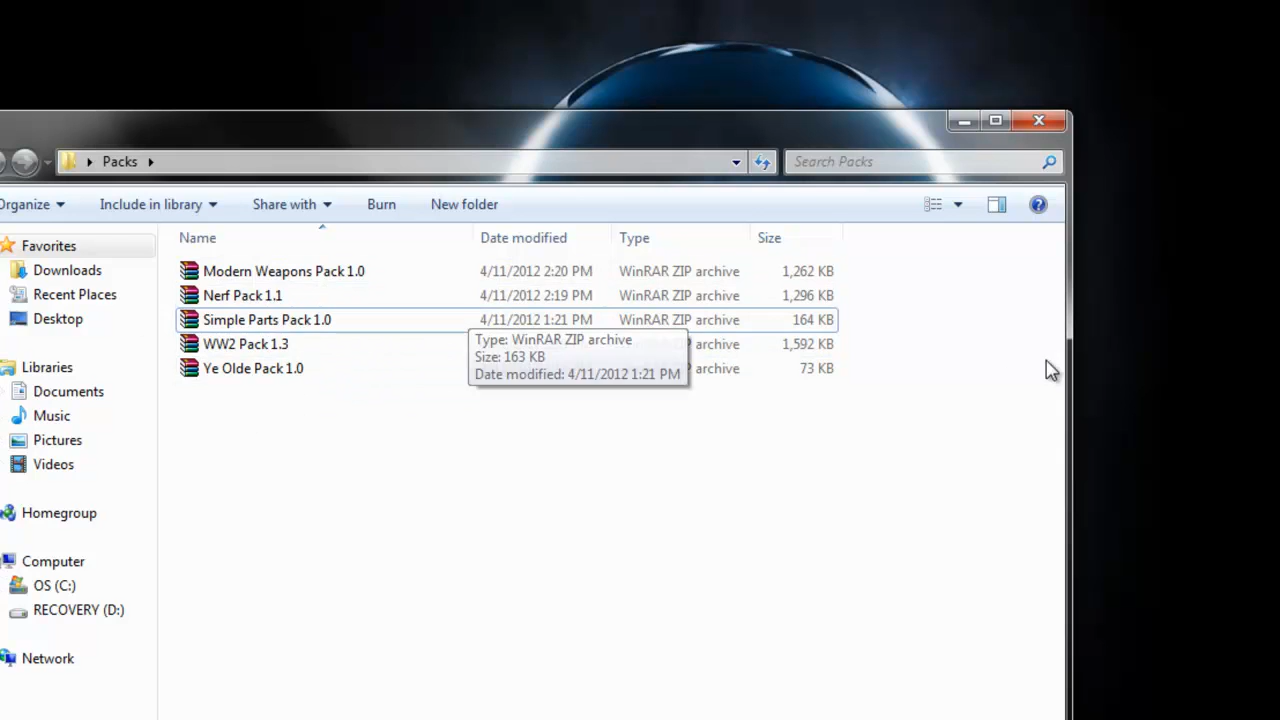 Packs
Search Packs
Organize
Include in library
Share with
Burn
New folder
Name
Date modified
Type
Size
Favorites
Downloads
Recent Places
Desktop
Libraries
Documents
Music
Pictures
Videos
Homegroup
Computer
OS (C:)
RECOVERY (D:)
Network
Modern Weapons Pack 1.0 4/11/2012 2:20 PM WinRAR ZIP archive 1,262 KB
Nerf Pack 1.1 4/11/2012 2:19 PM WinRAR ZIP archive 1,296 KB
Simple Parts Pack 1.0 4/11/2012 1:21 PM WinRAR ZIP archive 164 KB
WW2 Pack 1.3 archive 1,592 KB
Ye Olde Pack 1.0 archive 73 KB
Type: WinRAR ZIP archive
Size: 163 KB
Date modified: 4/11/2012 1:21 PM